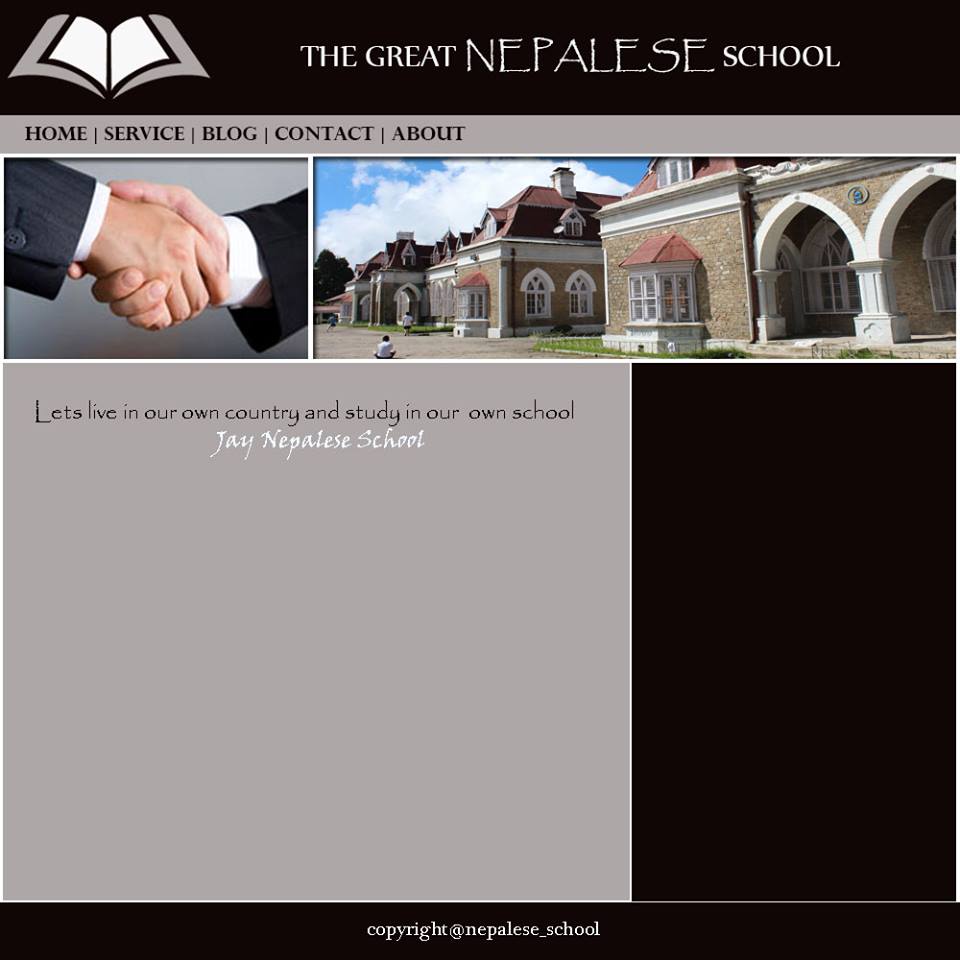 THE GREAT NEPALESE SCHOOL
HOME | SERVICE | BLOG | CONTACT | ABOUT
Lets live in our own country and study in our own school
Jay Nepalese School
copyright@nepalese_school